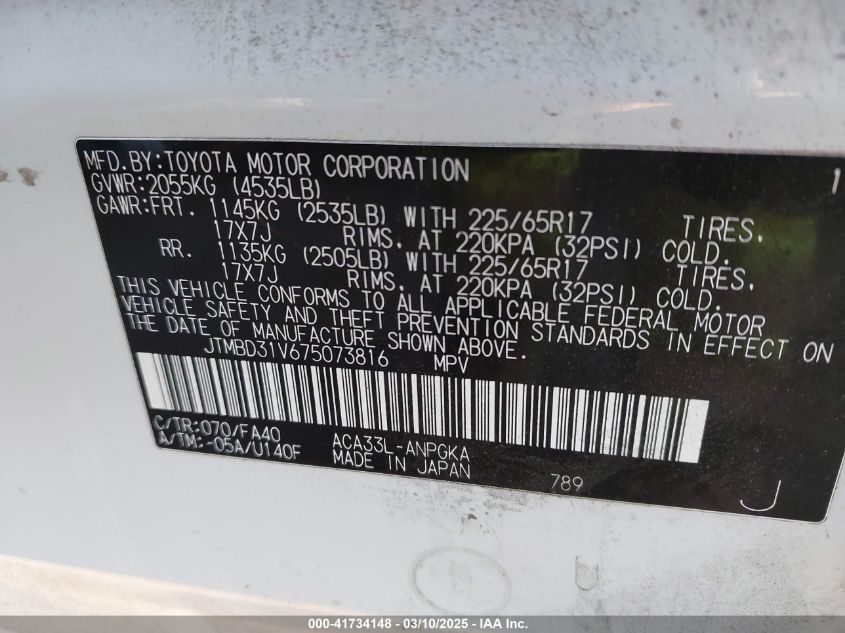 MFD.BY:TOYOTA MOTOR CORPORATION 1
GVWR:2055KG (4535LB)
GAWR:FRT. 1145KG (2535LB) WITH 225/65R17 TIRES,
17X7J RIMS, AT 220KPA (32PSI) COLD.
RR. 1135KG (2505LB) WITH 225/65R17 TIRES,
17X7J RIMS, AT 220KPA (32PSI) COLD.
THIS VEHICLE CONFORMS TO ALL APPLICABLE FEDERAL MOTOR
VEHICLE SAFETY AND THEFT PREVENTION STANDARDS IN EFFECT ON
THE DATE OF MANUFACTURE SHOWN ABOVE.
JTMBD31V675073816 MPV
C/TR:070/FA40 ACA33L-ANPGKA
A/TM:-05A/U140F MADE IN JAPAN
789 J
000-41734148 - 03/10/2025 - IAA Inc.